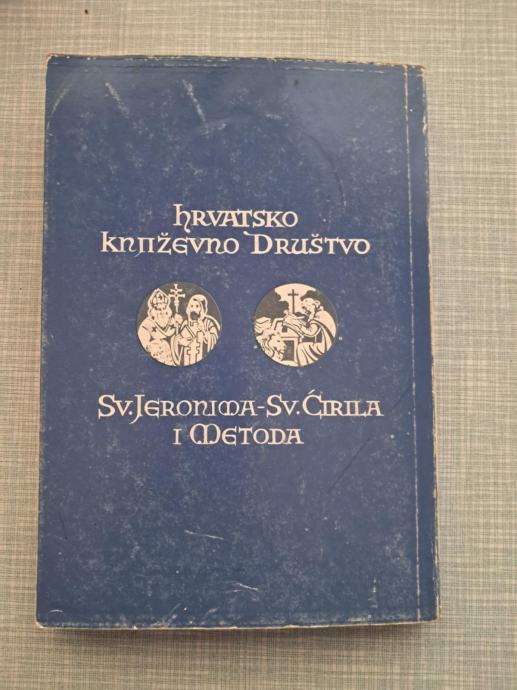 hrvatsko
književno Društvo
Sv. Jeronima - Sv. Ćirila
i Metoda